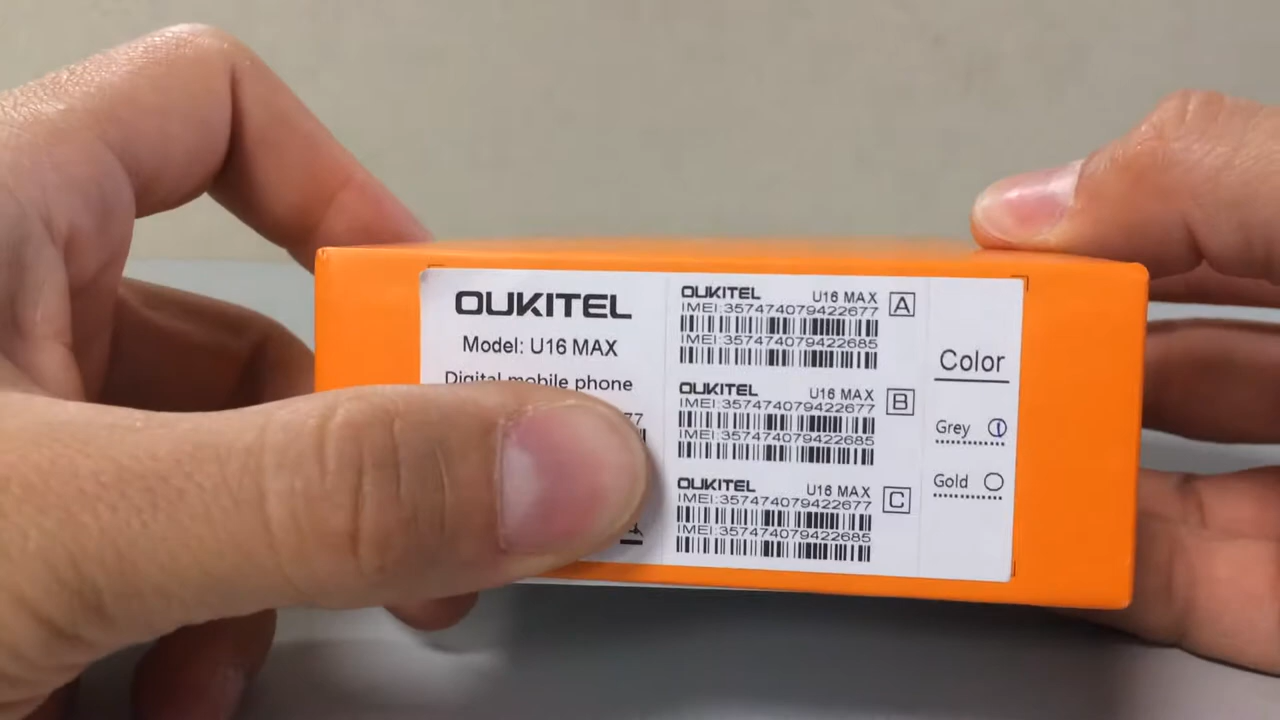 OUKITEL
Model: U16 MAX
Digital mobile phone
77
OUKITEL U16 MAX A
IMEI:357474079422677
IMEI:357474079422685
OUKITEL U16 MAX B
IMEI:357474079422677
IMEI:357474079422685
OUKITEL U16 MAX C
IMEI:357474079422677
IMEI:357474079422685
Color
Grey
Gold